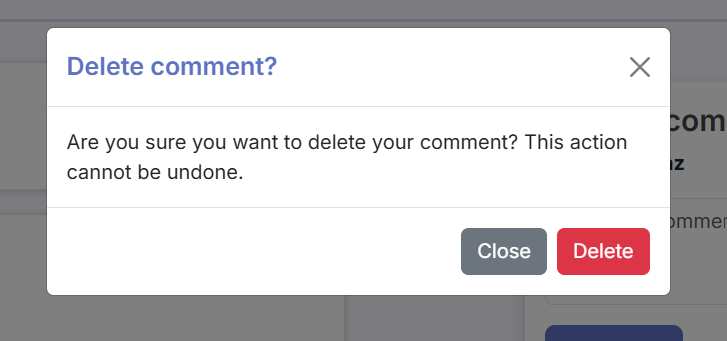 Delete comment?
Are you sure you want to delete your comment? This action
cannot be undone.
Close
Delete